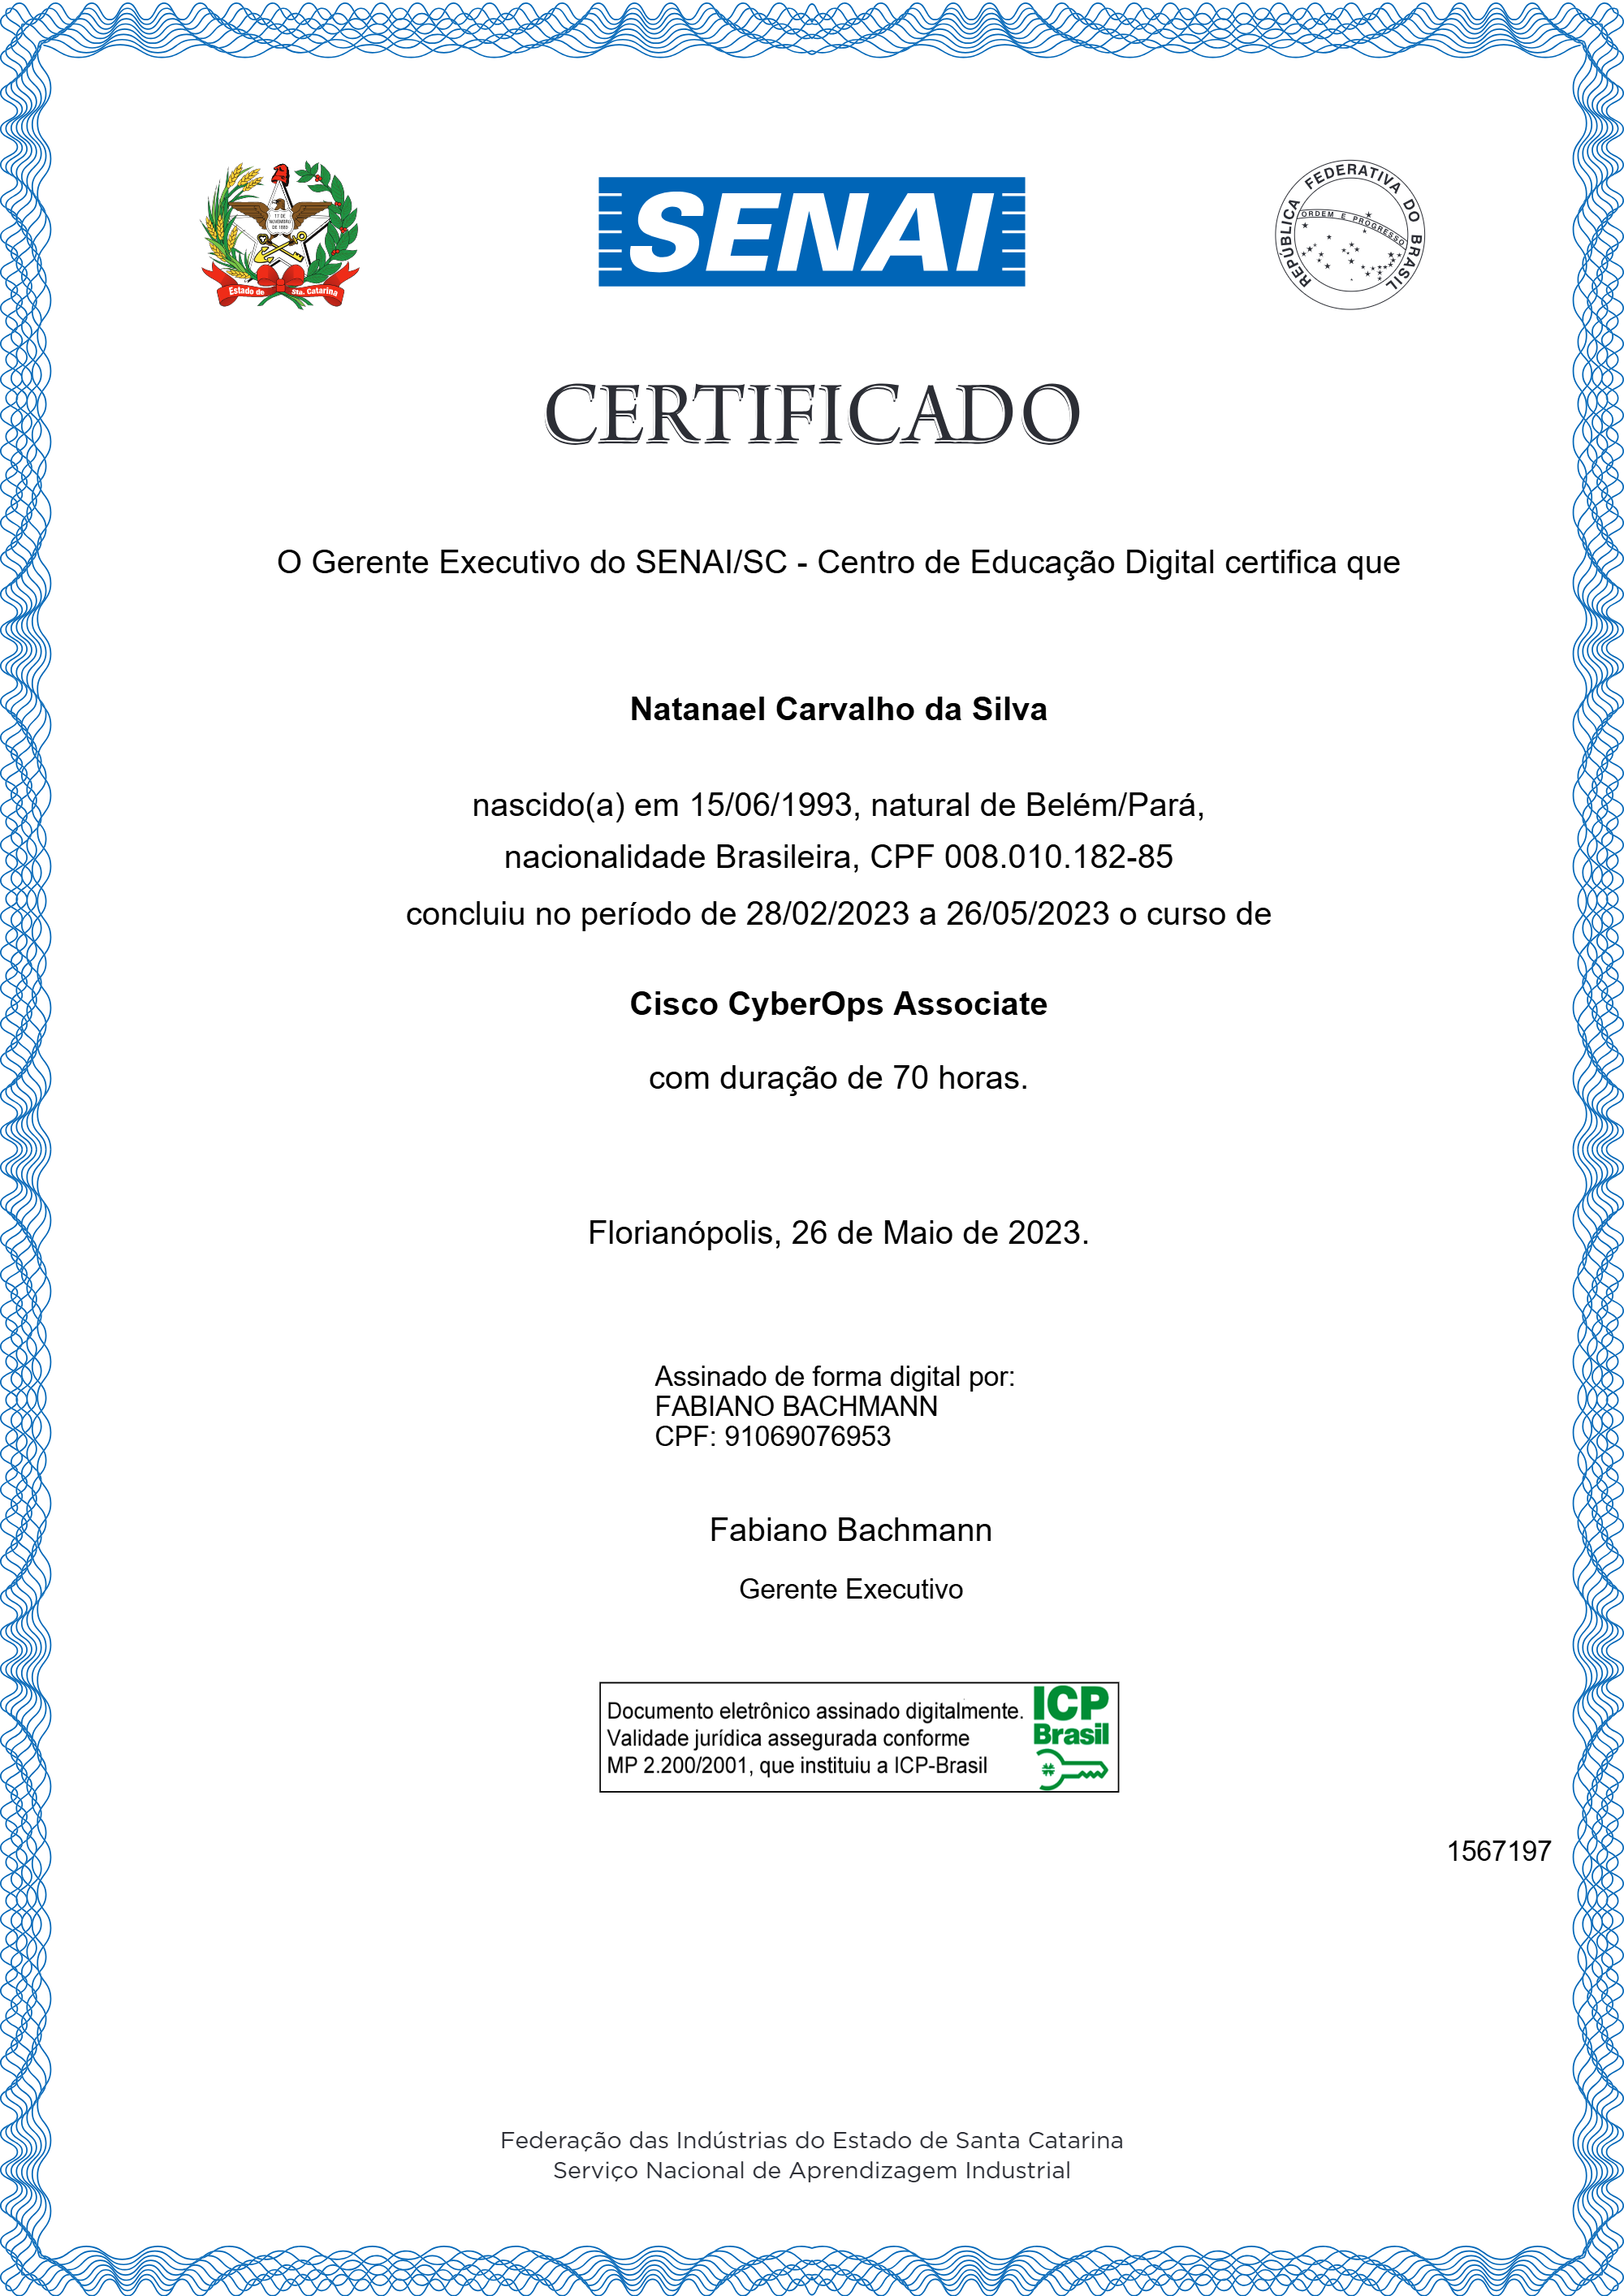 17 DE
NOVEMBRO
DE 1889
Estado de Sta. Catarina
SENAI
REPÚBLICA FEDERATIVA DO BRASIL
ORDEM E PROGRESSO
CERTIFICADO
O Gerente Executivo do SENAI/SC - Centro de Educação Digital certifica que
Natanael Carvalho da Silva
nascido(a) em 15/06/1993, natural de Belém/Pará,
nacionalidade Brasileira, CPF 008.010.182-85
concluiu no período de 28/02/2023 a 26/05/2023 o curso de
Cisco CyberOps Associate
com duração de 70 horas.
Florianópolis, 26 de Maio de 2023.
Assinado de forma digital por:
FABIANO BACHMANN
CPF: 91069076953
Fabiano Bachmann
Gerente Executivo
Documento eletrônico assinado digitalmente.
Validade jurídica assegurada conforme
MP 2.200/2001, que instituiu a ICP-Brasil
ICP
Brasil
1567197
Federação das Indústrias do Estado de Santa Catarina
Serviço Nacional de Aprendizagem Industrial